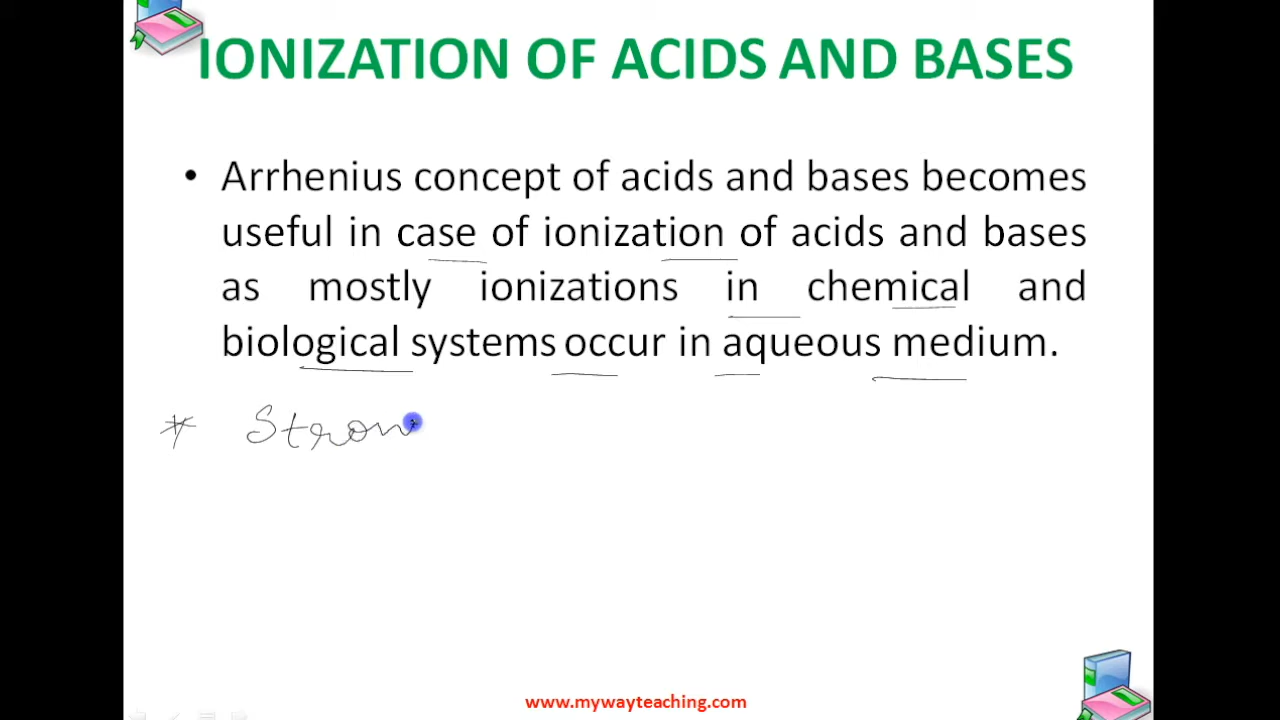 IONIZATION OF ACIDS AND BASES
• Arrhenius concept of acids and bases becomes
useful in case of ionization of acids and bases
as mostly ionizations in chemical and
biological systems occur in aqueous medium.
* Stron
www.mywayteaching.com